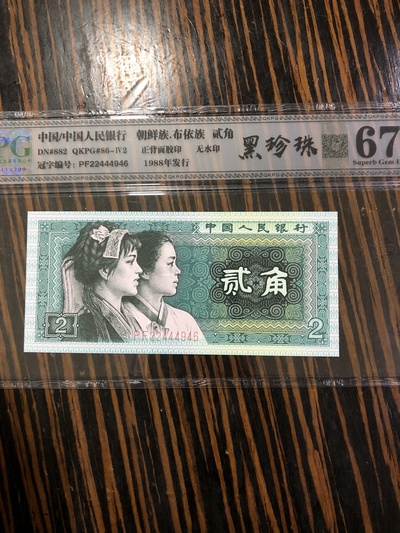 PG
中国/中国人民银行 朝鲜族.布依族 贰角
DN#882 QKPG#86-IV2 正背面胶印 无水印
冠字编号: PF22444946 1988年发行
黑珍珠
67
Superb Gem
中国人民银行
贰角
2
PF22444946
2